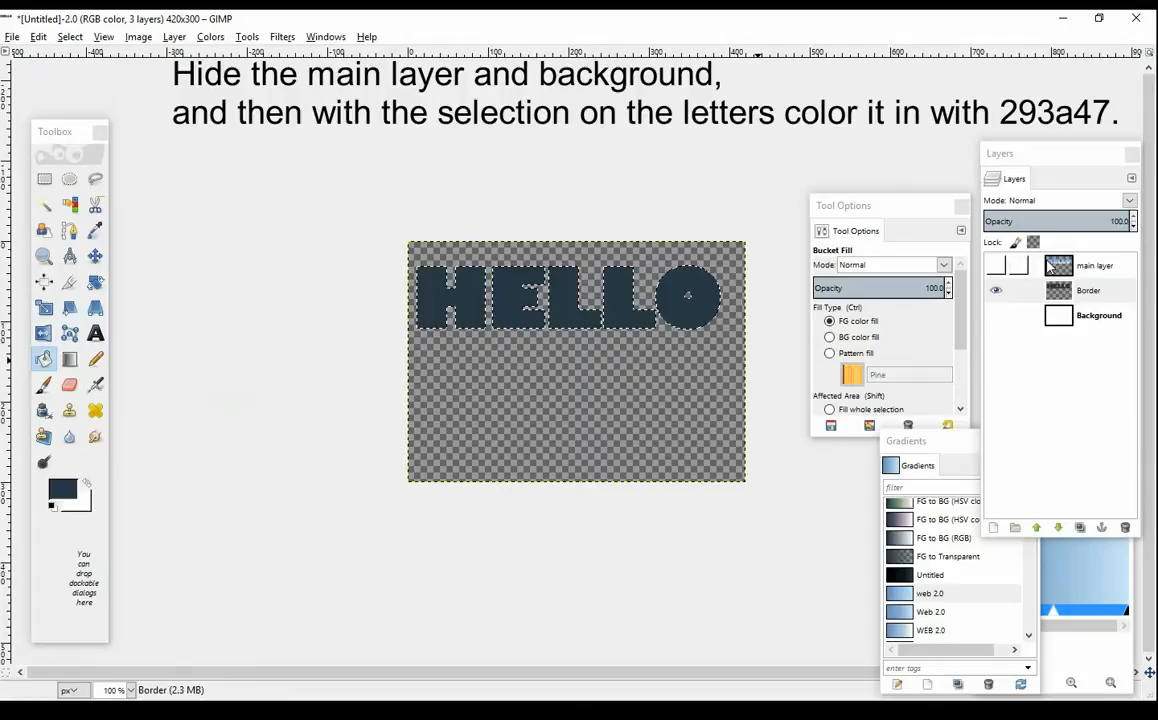 *[Untitled]-2.0 (RGB color, 3 layers) 420x300 – GIMP
File Edit Select View Image Layer Colors Tools Filters Windows Help
Hide the main layer and background,
and then with the selection on the letters color it in with 293a47.
Toolbox
Layers
Layers
Mode: Normal
Opacity 100.0
Lock:
main layer
Border
Background
Tool Options
Tool Options
Bucket Fill
Mode: Normal
Opacity 100.0
Fill Type (Ctrl)
FG color fill
BG color fill
Pattern fill
Pine
Affected Area (Shift)
Fill whole selection
HELLO
Gradients
Gradients
filter
FG to BG (HSV clo
FG to BG (HSV co
FG to BG (RGB)
FG to Transparent
Untitled
web 2.0
Web 2.0
WEB 2.0
enter tags
You
can
drop
dockable
dialogs
here
px 100 % Border (2.3 MB)